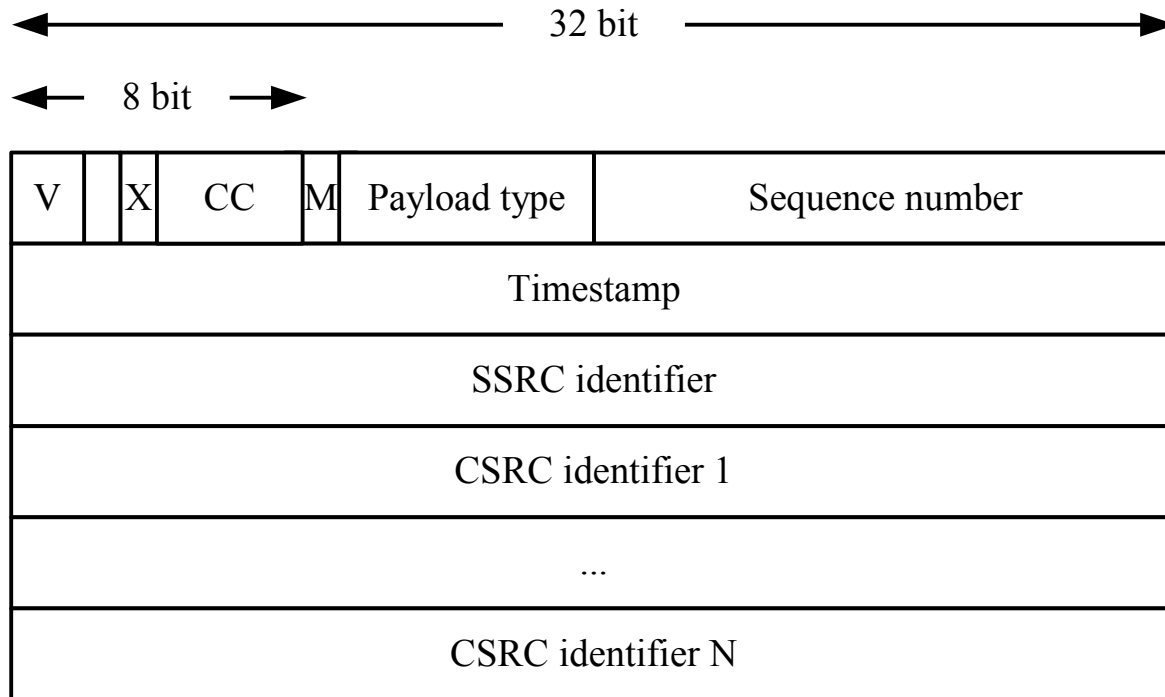 32 bit
8 bit
V X CC M Payload type Sequence number
Timestamp
SSRC identifier
CSRC identifier 1
...
CSRC identifier N